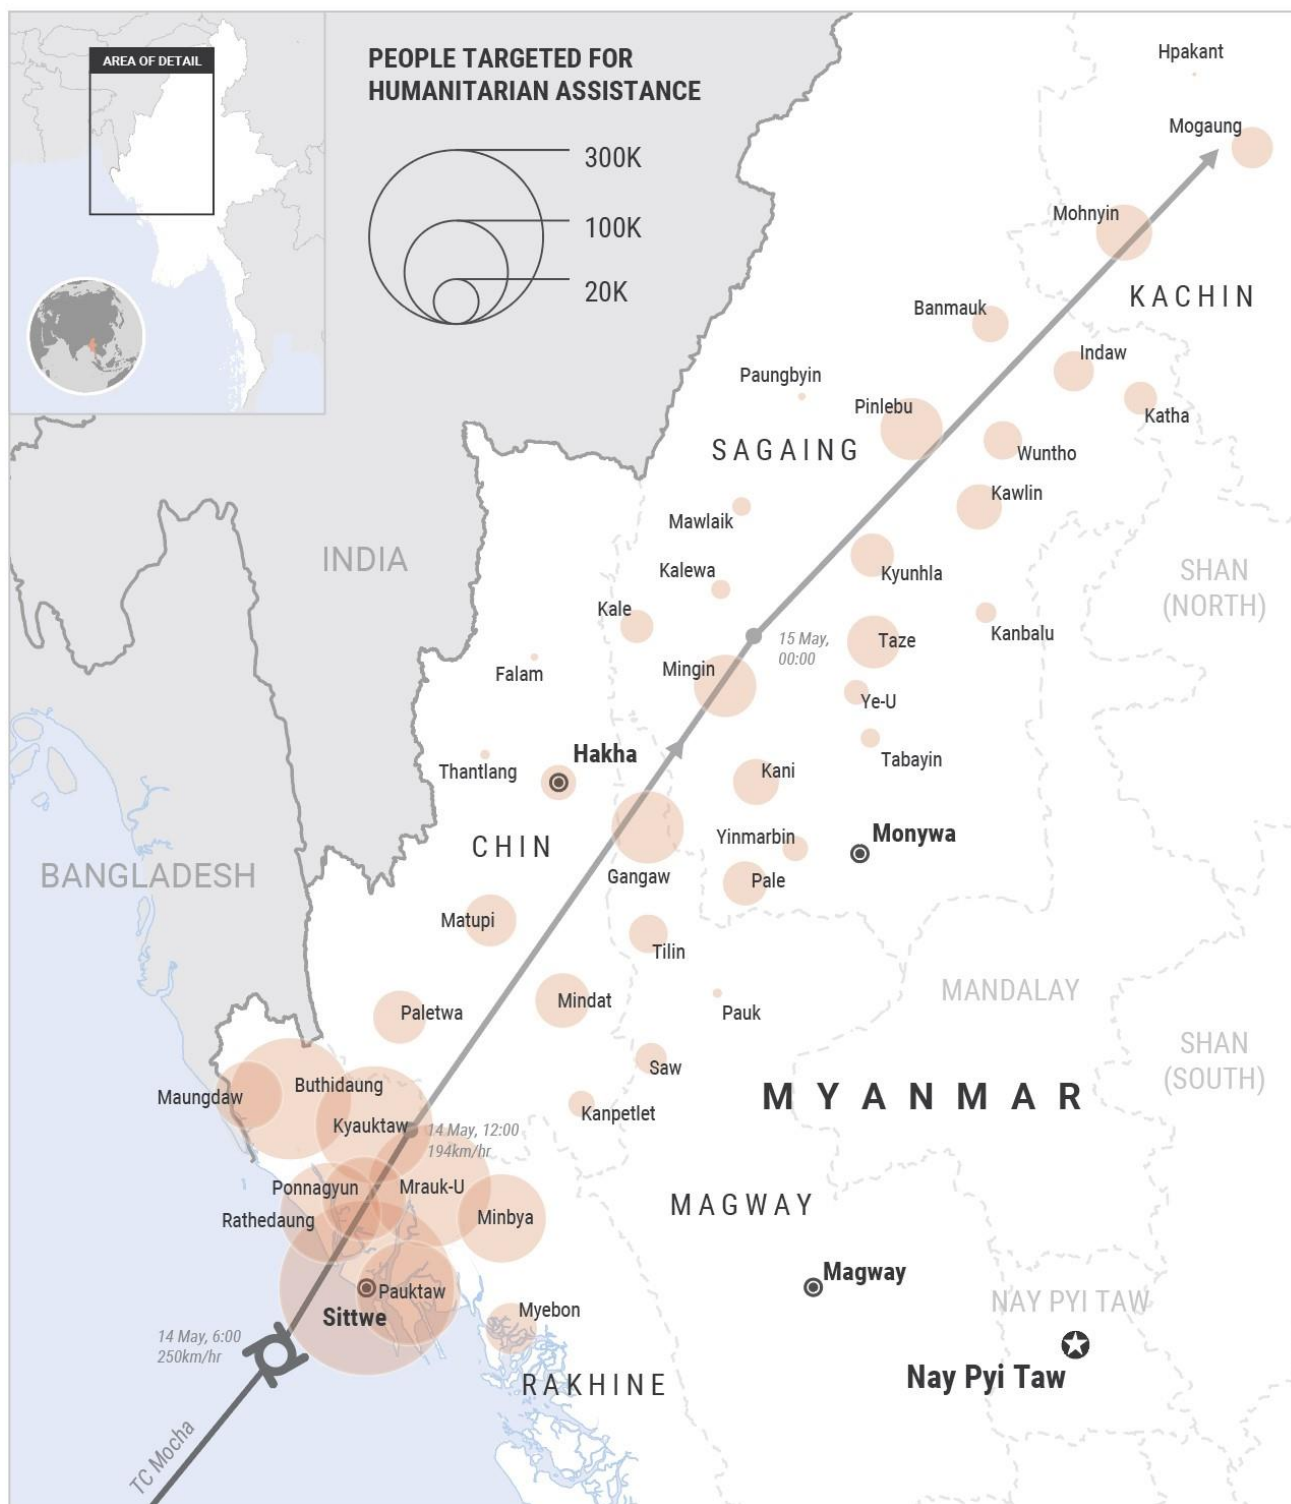 AREA OF DETAIL
PEOPLE TARGETED FOR
HUMANITARIAN ASSISTANCE
300K
100K
20K
Hpakant
Mogaung
Mohnyin
KACHIN
Banmauk
Indaw
Paungbyin
Katha
Pinlebu
SAGAING
Wuntho
Kawlin
Mawlaik
INDIA
Kalewa
Kyunhla
SHAN
(NORTH)
Kale
Kanbalu
Taze
15 May,
00:00
Falam
Mingin
Ye-U
Hakha
Tabayin
Thantlang
Kani
CHIN
Yinmarbin
Monywa
BANGLADESH
Gangaw
Pale
Matupi
Tilin
MANDALAY
Mindat
Paletwa
Pauk
SHAN
(SOUTH)
Saw
Buthidaung
Maungdaw
MYANMAR
Kanpetlet
Kyauktaw
14 May, 12:00
194km/hr
Ponnagyun
Mrauk-U
MAGWAY
Rathedaung
Minbya
Magway
Pauktaw
Sittwe
Myebon
NAY PYI TAW
14 May, 6:00
250km/hr
RAKHINE
Nay Pyi Taw
TC Mocha